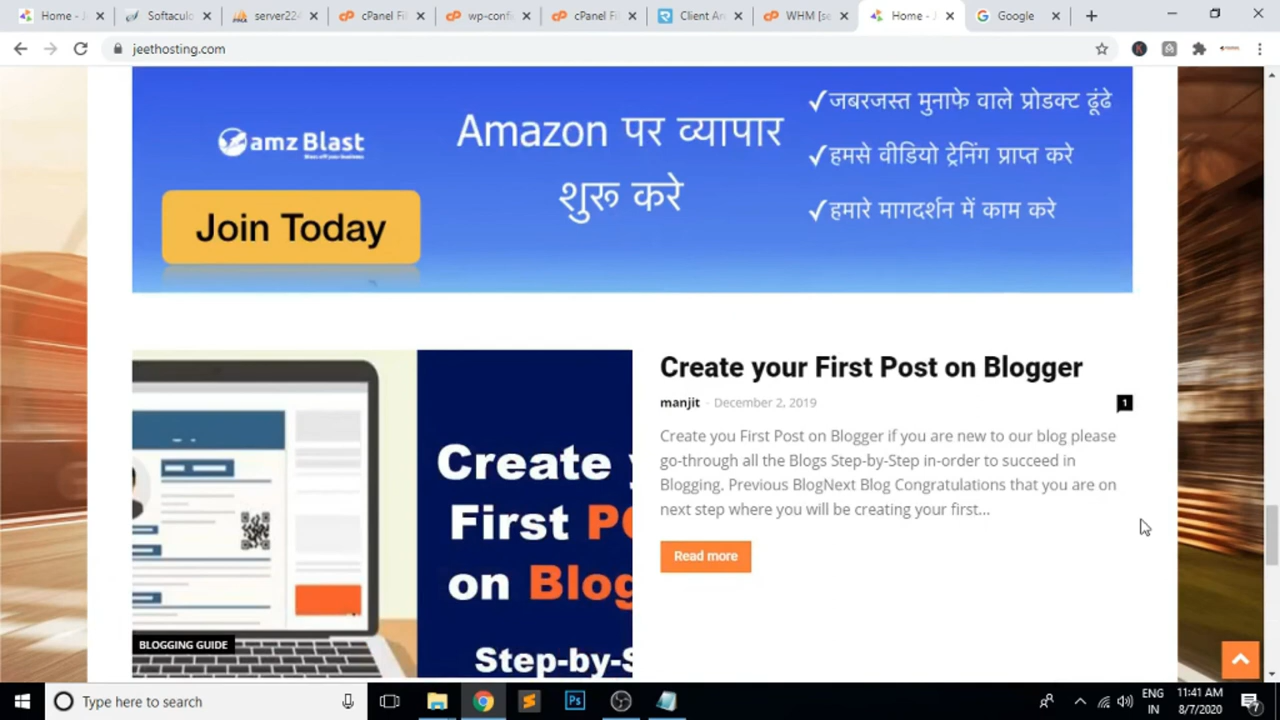 Home - J
Softacul
server224
cPanel Fi
wp-confi
cPanel Fi
Client Ar
WHM [se
Home - J
Google
jeethosting.com
amz Blast
Join Today
Amazon पर व्यापार
शुरू करे
✓जबरजस्त मुनाफे वाले प्रोडक्ट ढूंढे
✓हमसे वीडियो ट्रेनिंग प्राप्त करे
✓हमारे मागदर्शन में काम करे
Create
First P
on Blog
Step-by-S
BLOGGING GUIDE
Create your First Post on Blogger
manjit - December 2, 2019
1
Create you First Post on Blogger if you are new to our blog please
go-through all the Blogs Step-by-Step in-order to succeed in
Blogging. Previous BlogNext Blog Congratulations that you are on
next step where you will be creating your first...
Read more
Type here to search
Ps
ENG
IN
11:41 AM
8/7/2020
7